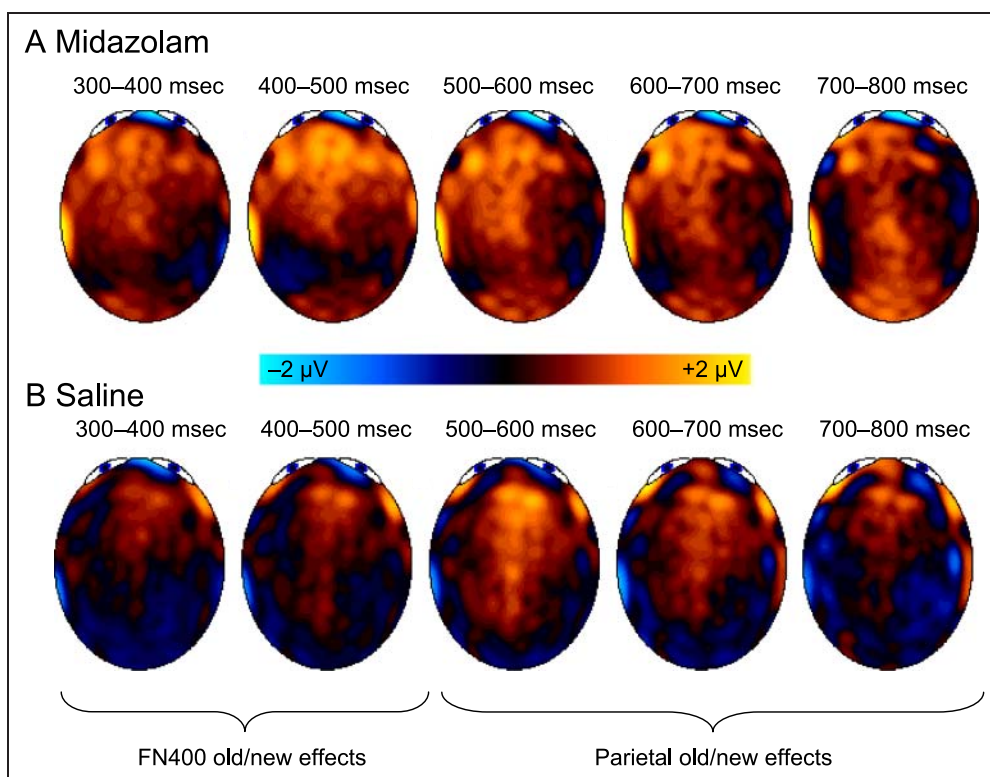 A Midazolam
300–400 msec 400–500 msec 500–600 msec 600–700 msec 700–800 msec
–2 µV +2 µV
B Saline
300–400 msec 400–500 msec 500–600 msec 600–700 msec 700–800 msec
FN400 old/new effects Parietal old/new effects